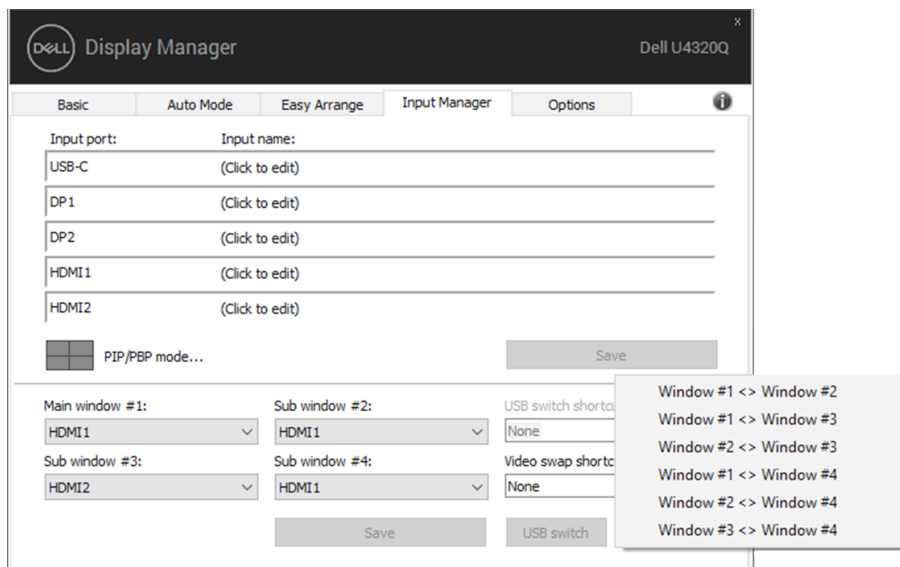 x
DELL Display Manager
Dell U4320Q
Basic Auto Mode Easy Arrange Input Manager Options
Input port: Input name:
USB-C (Click to edit)
DP1 (Click to edit)
DP2 (Click to edit)
HDMI1 (Click to edit)
HDMI2 (Click to edit)
PIP/PBP mode... Save
Main window #1: Sub window #2: USB switch shortcu
HDMI1 HDMI1 None
Sub window #3: Sub window #4: Video swap shortc
HDMI2 HDMI1 None
Save USB switch
Window #1 <> Window #2
Window #1 <> Window #3
Window #2 <> Window #3
Window #1 <> Window #4
Window #2 <> Window #4
Window #3 <> Window #4